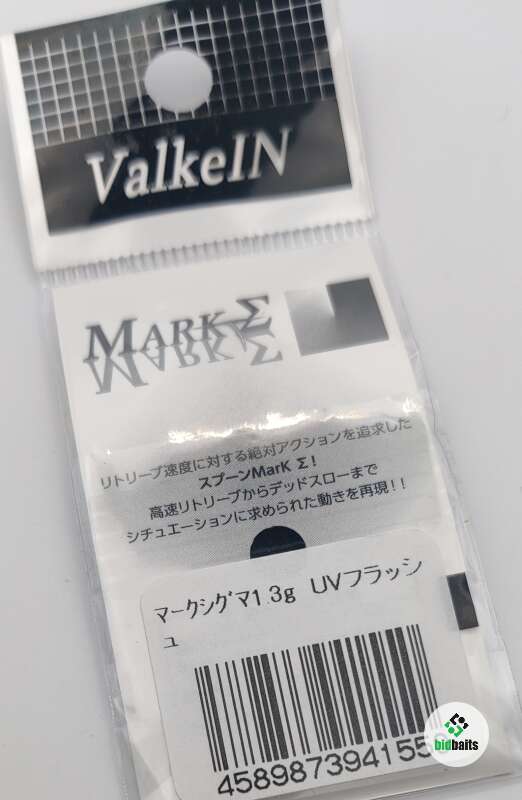 ValkeIN
MARK Σ
リトリーブ速度に対する絶対アクションを追求した
スプーンMarK Σ!
高速リトリーブからデッドスローまで
シチュエーションに求められた動きを再現!!
マークシグマ1.3g UVフラッシ
ュ
458987394155
bidbaits